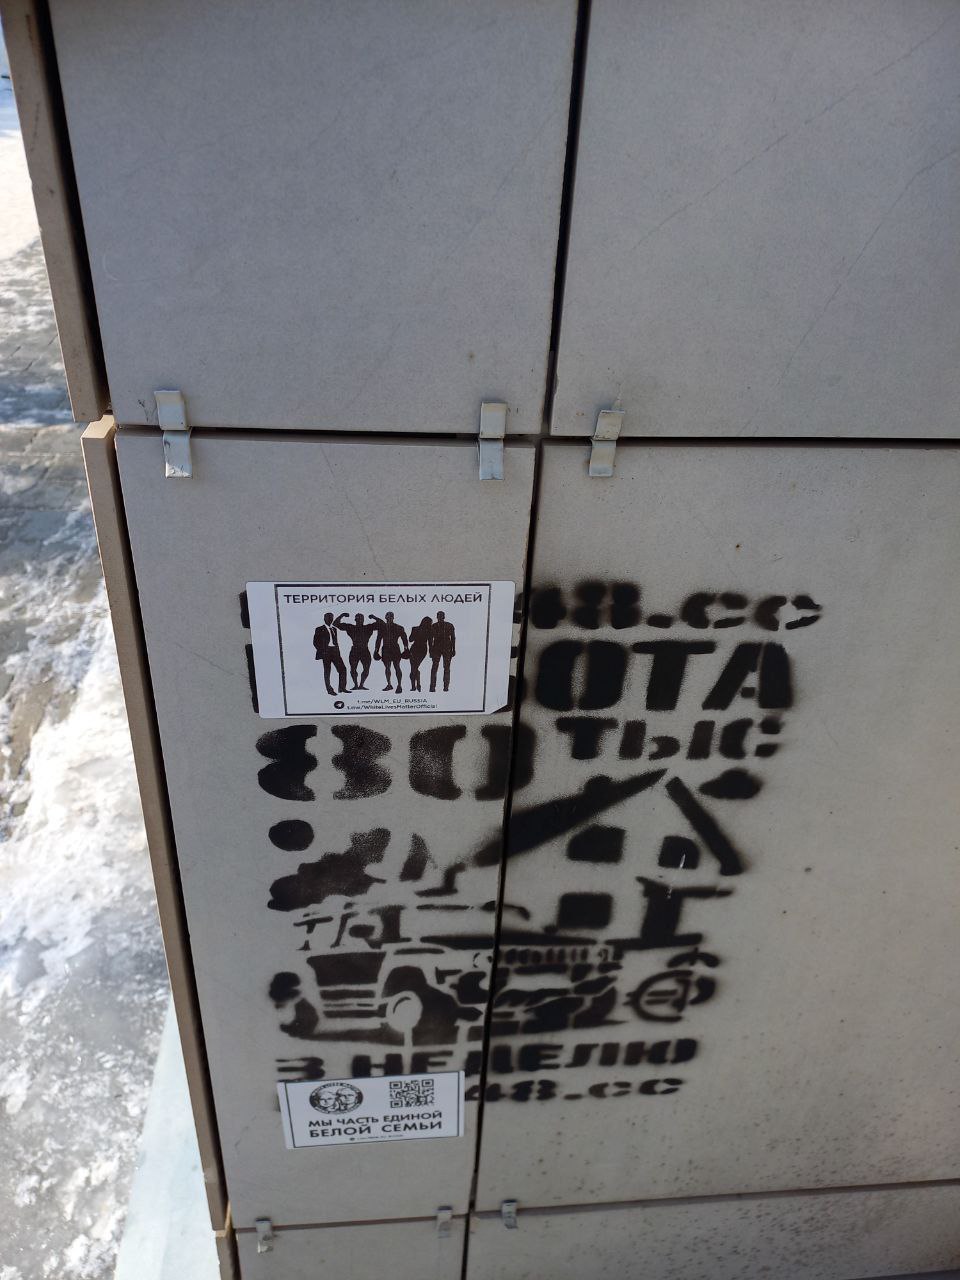 ТЕРРИТОРИЯ БЕЛЫХ ЛЮДЕЙ
t.me/WLM_EU_RUSSIA
t.me/WhiteLivesMatterOfficial
48.cc
БОТА
80 ТЫС
В НЕДЕЛЮ
48.cc
МЫ ЧАСТЬ ЕДИНОЙ
БЕЛОЙ СЕМЬИ